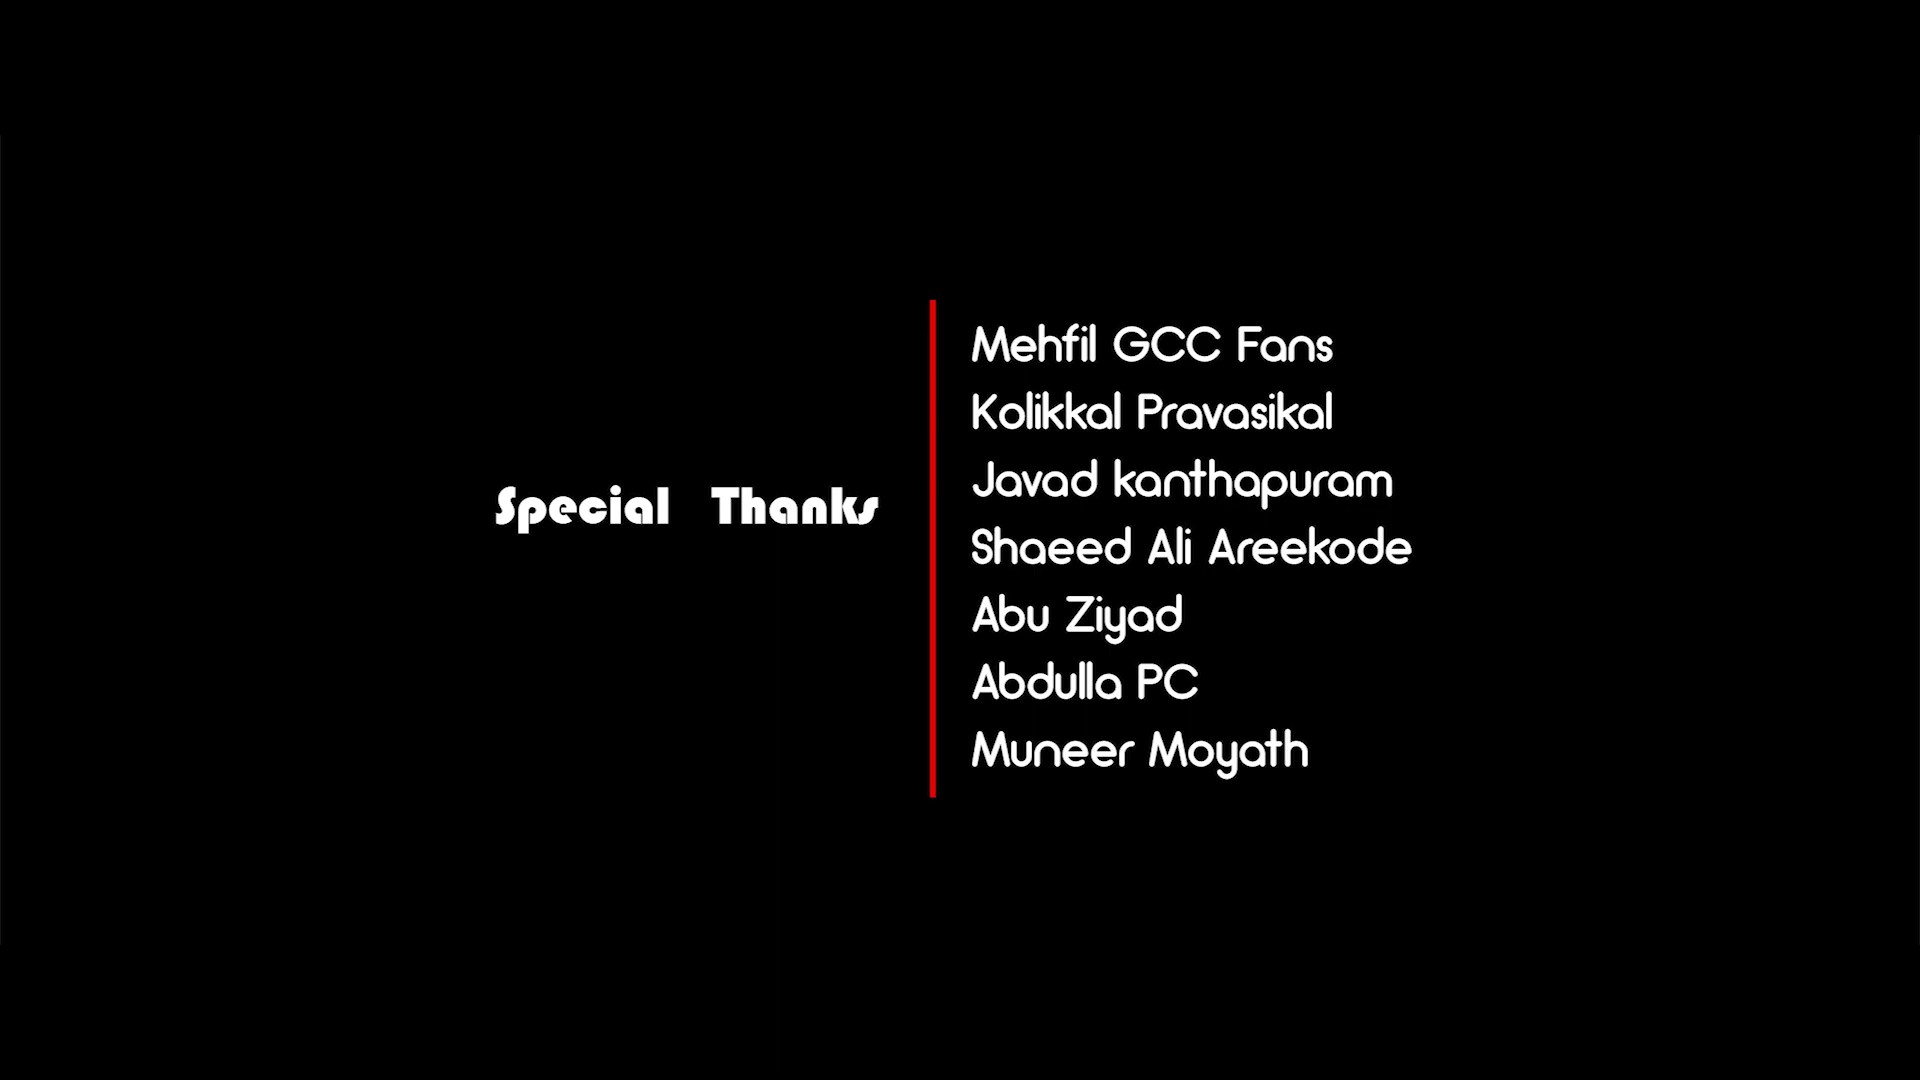 Special Thanks
Mehfil GCC Fans
Kolikkal Pravasikal
Javad kanthapuram
Shaeed Ali Areekode
Abu Ziyad
Abdulla PC
Muneer Moyath